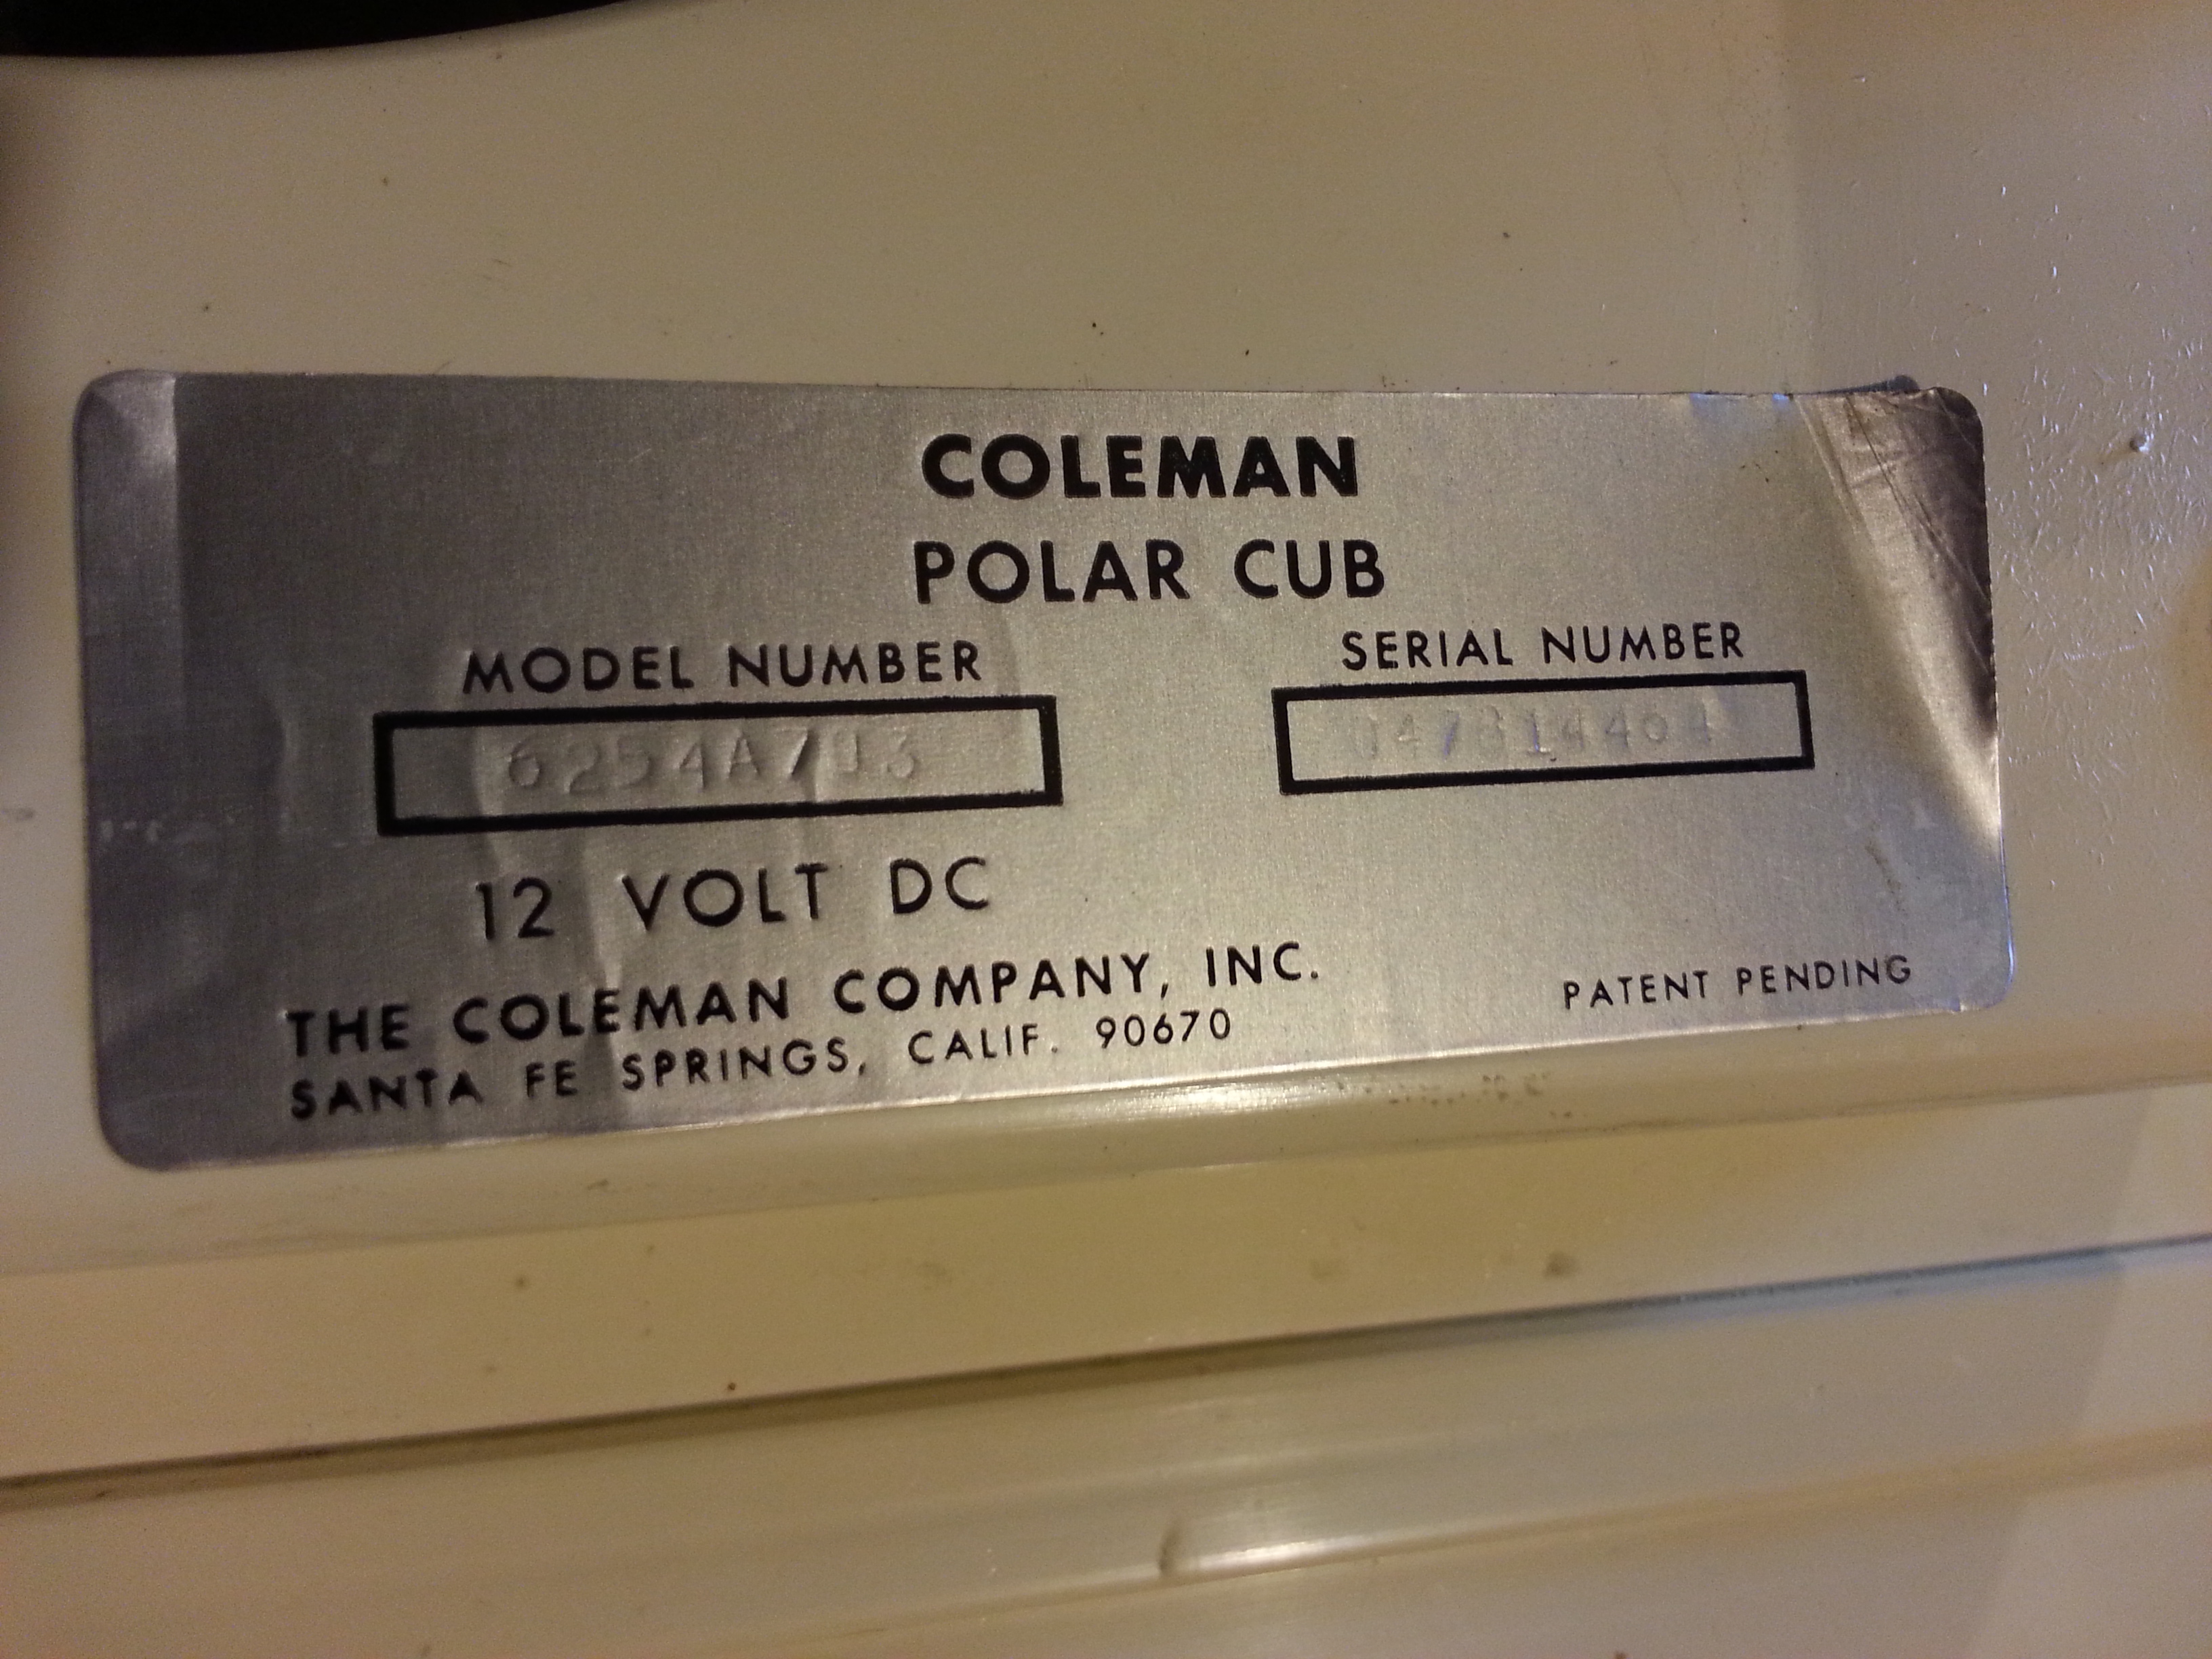 COLEMAN
POLAR CUB
MODEL NUMBER
SERIAL NUMBER
6254A703
12 VOLT DC
THE COLEMAN COMPANY, INC.
SANTA FE SPRINGS, CALIF. 90670
PATENT PENDING